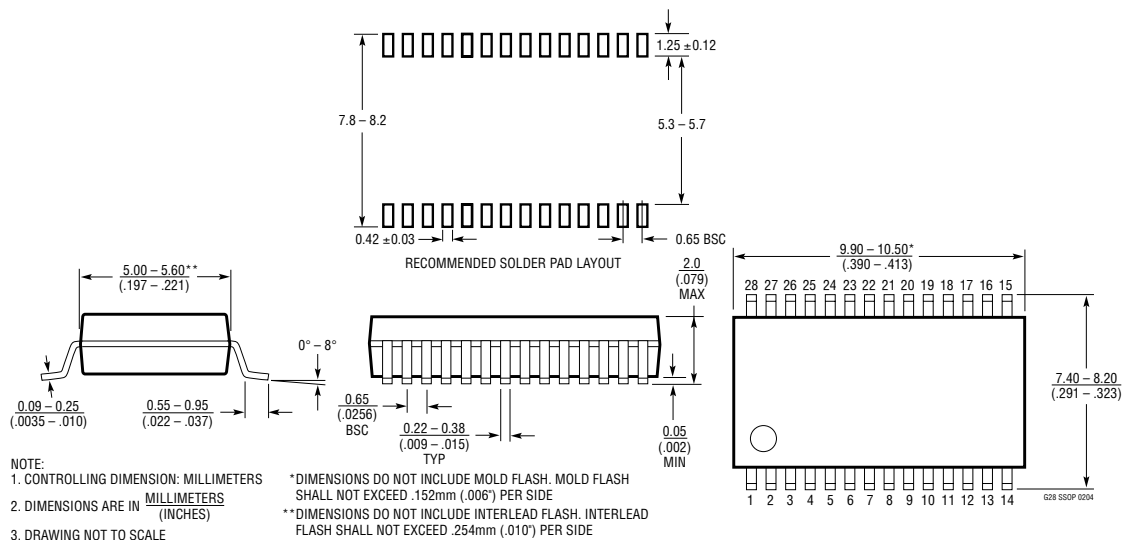 1.25 ±0.12
7.8 – 8.2
5.3 – 5.7
0.42 ±0.03
0.65 BSC
RECOMMENDED SOLDER PAD LAYOUT
5.00 – 5.60**
(.197 – .221)
0° – 8°
0.09 – 0.25
(.0035 – .010)
0.55 – 0.95
(.022 – .037)
2.0
(.079)
MAX
0.65
(.0256)
BSC
0.22 – 0.38
(.009 – .015)
TYP
0.05
(.002)
MIN
9.90 – 10.50*
(.390 – .413)
28 27 26 25 24 23 22 21 20 19 18 17 16 15
7.40 – 8.20
(.291 – .323)
1 2 3 4 5 6 7 8 9 10 11 12 13 14
G28 SSOP 0204
NOTE:
1. CONTROLLING DIMENSION: MILLIMETERS
2. DIMENSIONS ARE IN MILLIMETERS
(INCHES)
3. DRAWING NOT TO SCALE
*DIMENSIONS DO NOT INCLUDE MOLD FLASH. MOLD FLASH
SHALL NOT EXCEED .152mm (.006") PER SIDE
**DIMENSIONS DO NOT INCLUDE INTERLEAD FLASH. INTERLEAD
FLASH SHALL NOT EXCEED .254mm (.010") PER SIDE